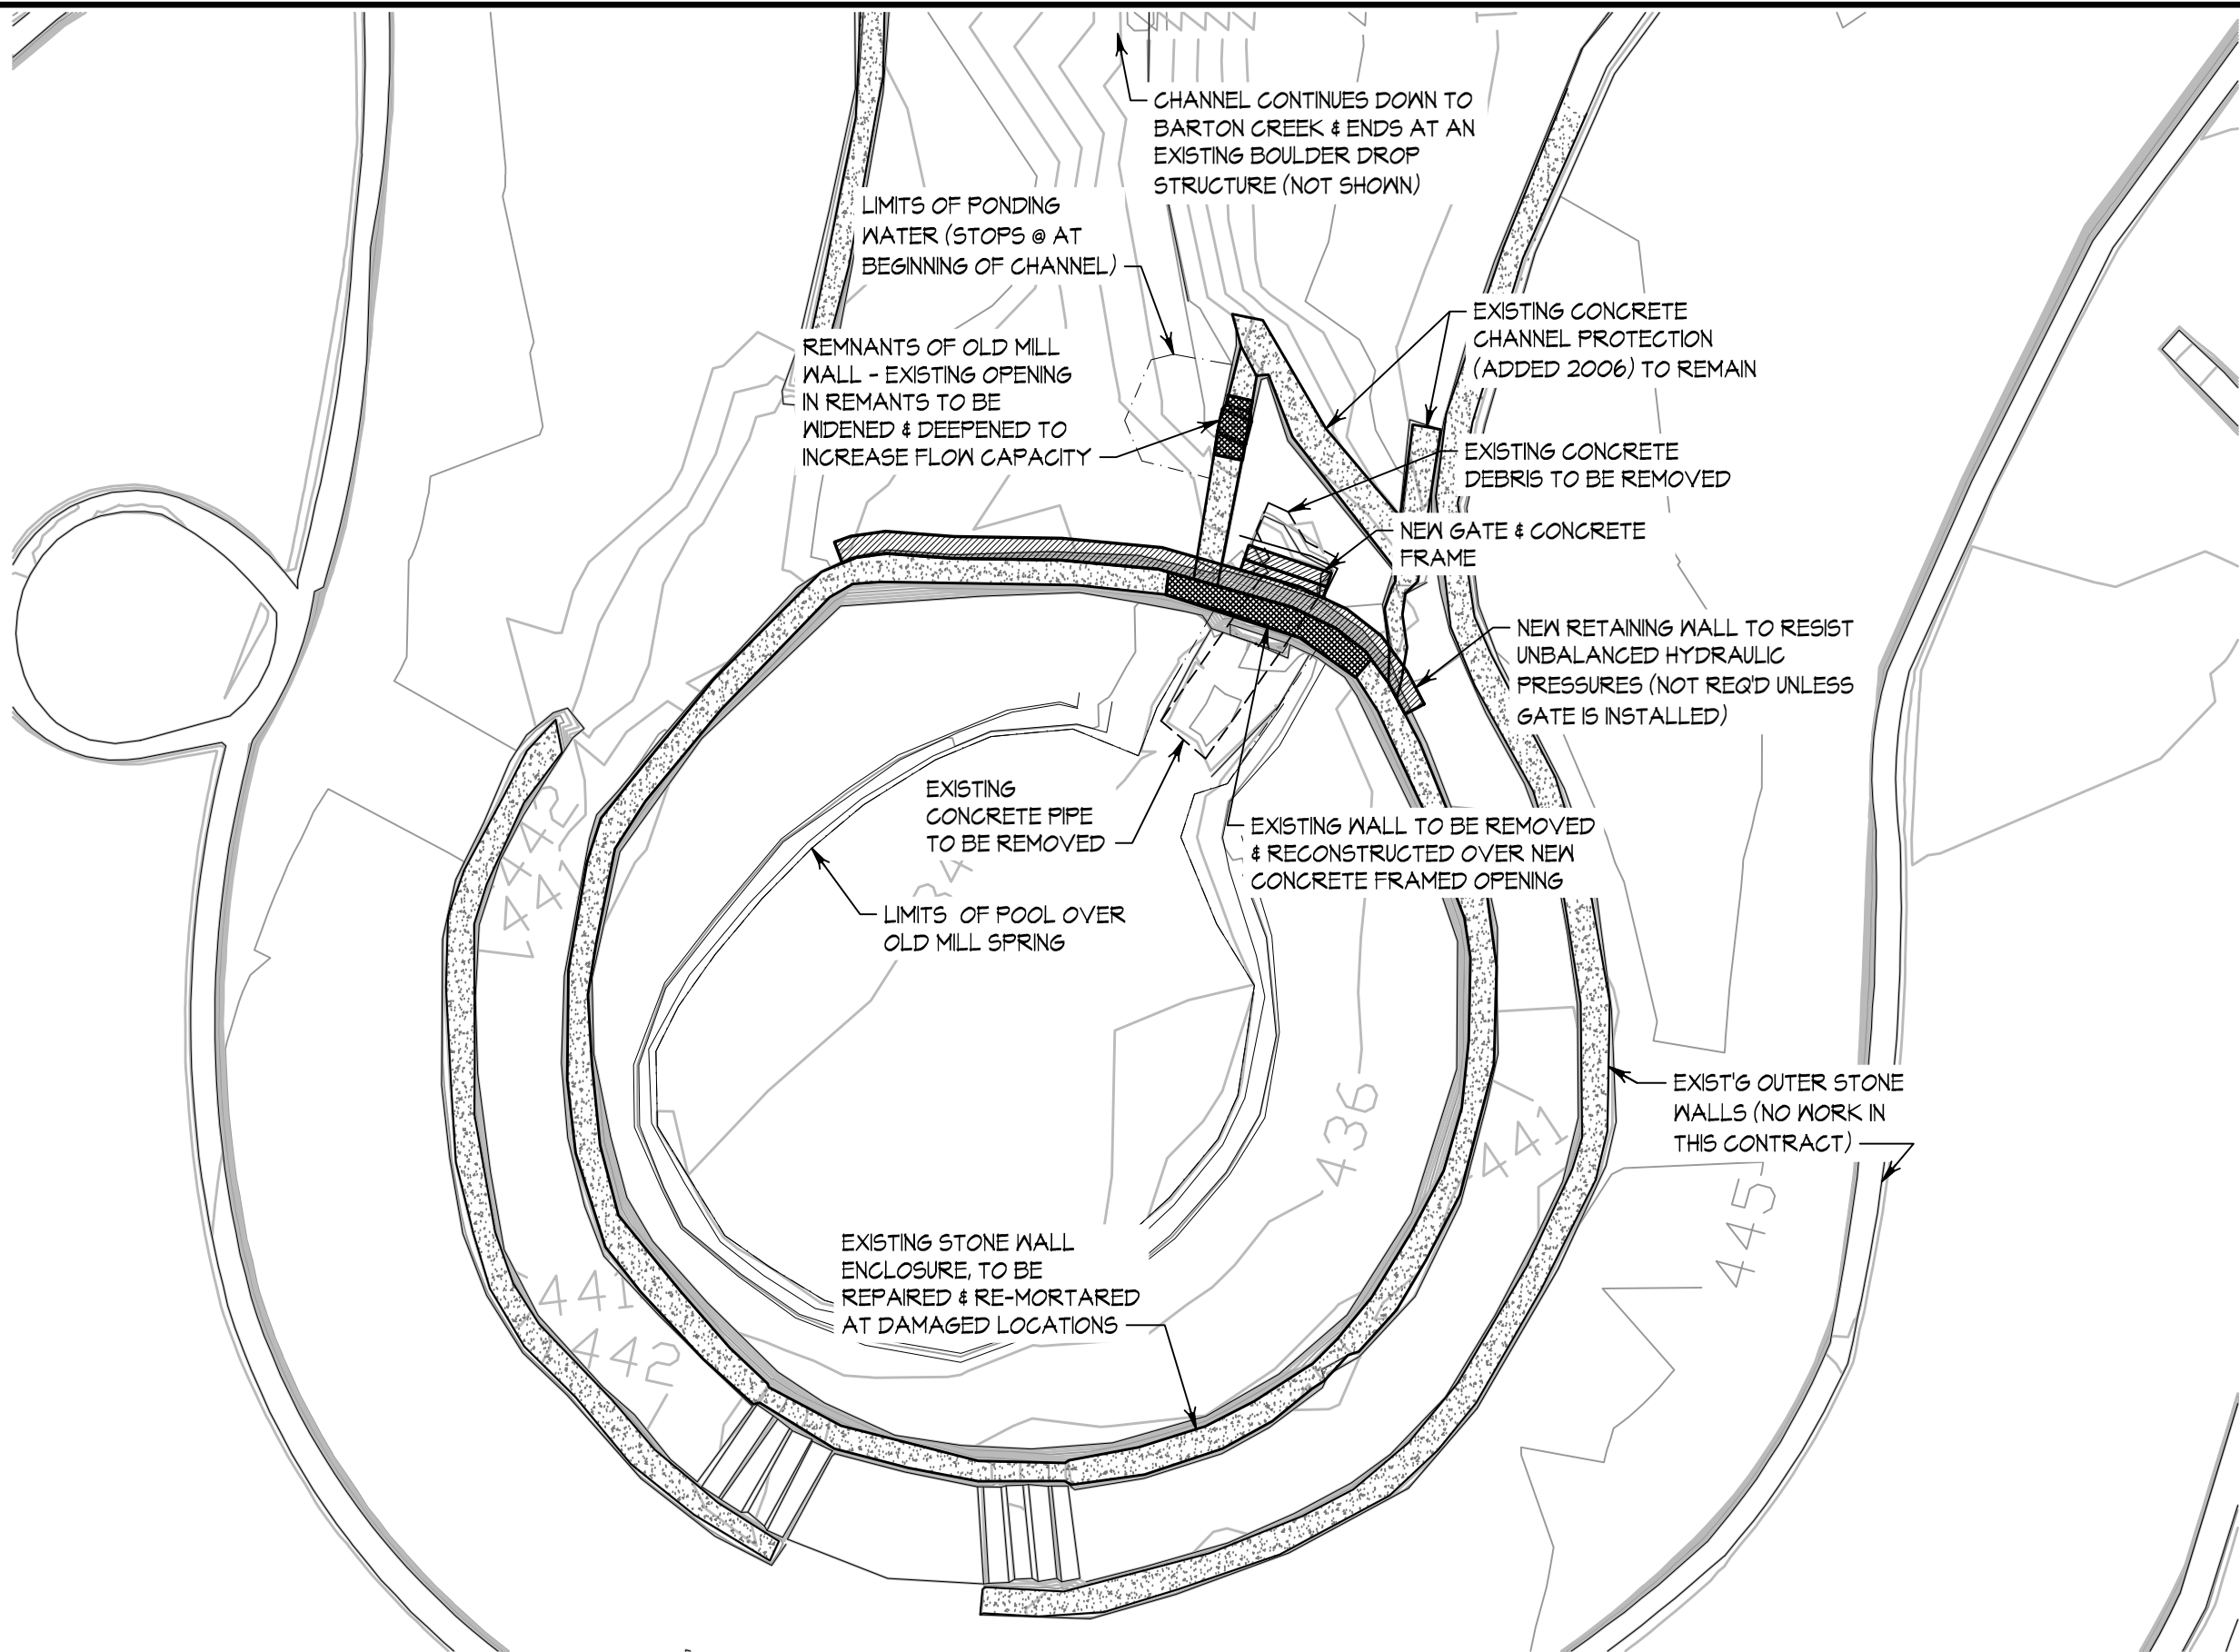 CHANNEL CONTINUES DOWN TO
BARTON CREEK & ENDS AT AN
EXISTING BOULDER DROP
STRUCTURE (NOT SHOWN)
LIMITS OF PONDING
WATER (STOPS @ AT
BEGINNING OF CHANNEL)
REMNANTS OF OLD MILL
WALL - EXISTING OPENING
IN REMANTS TO BE
WIDENED & DEEPENED TO
INCREASE FLOW CAPACITY
EXISTING CONCRETE
CHANNEL PROTECTION
(ADDED 2006) TO REMAIN
EXISTING CONCRETE
DEBRIS TO BE REMOVED
NEW GATE & CONCRETE
FRAME
NEW RETAINING WALL TO RESIST
UNBALANCED HYDRAULIC
PRESSURES (NOT REQ'D UNLESS
GATE IS INSTALLED)
EXISTING
CONCRETE PIPE
TO BE REMOVED
EXISTING WALL TO BE REMOVED
& RECONSTRUCTED OVER NEW
CONCRETE FRAMED OPENING
LIMITS OF POOL OVER
OLD MILL SPRING
442
441
436
441
445
EXIST'G OUTER STONE
WALLS (NO WORK IN
THIS CONTRACT)
EXISTING STONE WALL
ENCLOSURE, TO BE
REPAIRED & RE-MORTARED
AT DAMAGED LOCATIONS
441
442